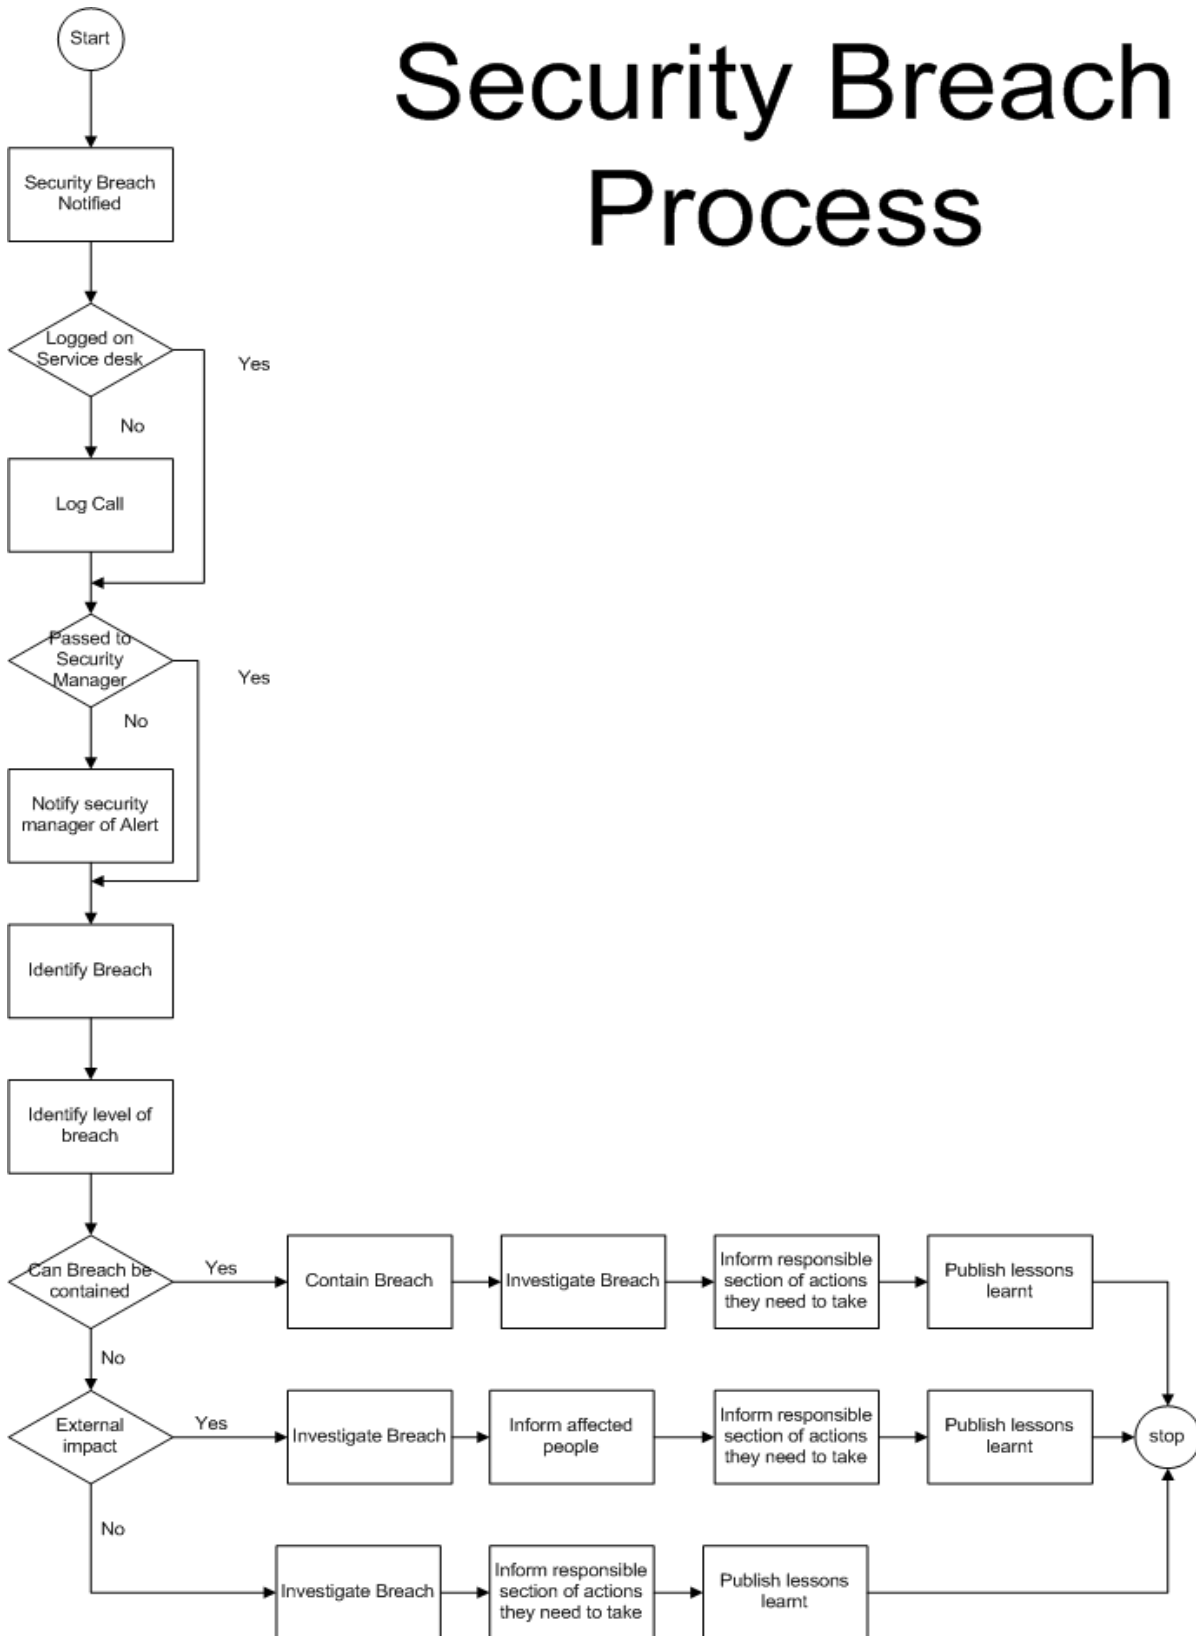 Start
Security Breach
Process
Security Breach
Notified
Logged on
Service desk
Yes
No
Log Call
Passed to
Security
Manager
Yes
No
Notify security
manager of Alert
Identify Breach
Identify level of
breach
Can Breach be
contained
Yes
Contain Breach
Investigate Breach
Inform responsible
section of actions
they need to take
Publish lessons
learnt
No
External
impact
Yes
Investigate Breach
Inform affected
people
Inform responsible
section of actions
they need to take
Publish lessons
learnt
stop
No
Investigate Breach
Inform responsible
section of actions
they need to take
Publish lessons
learnt